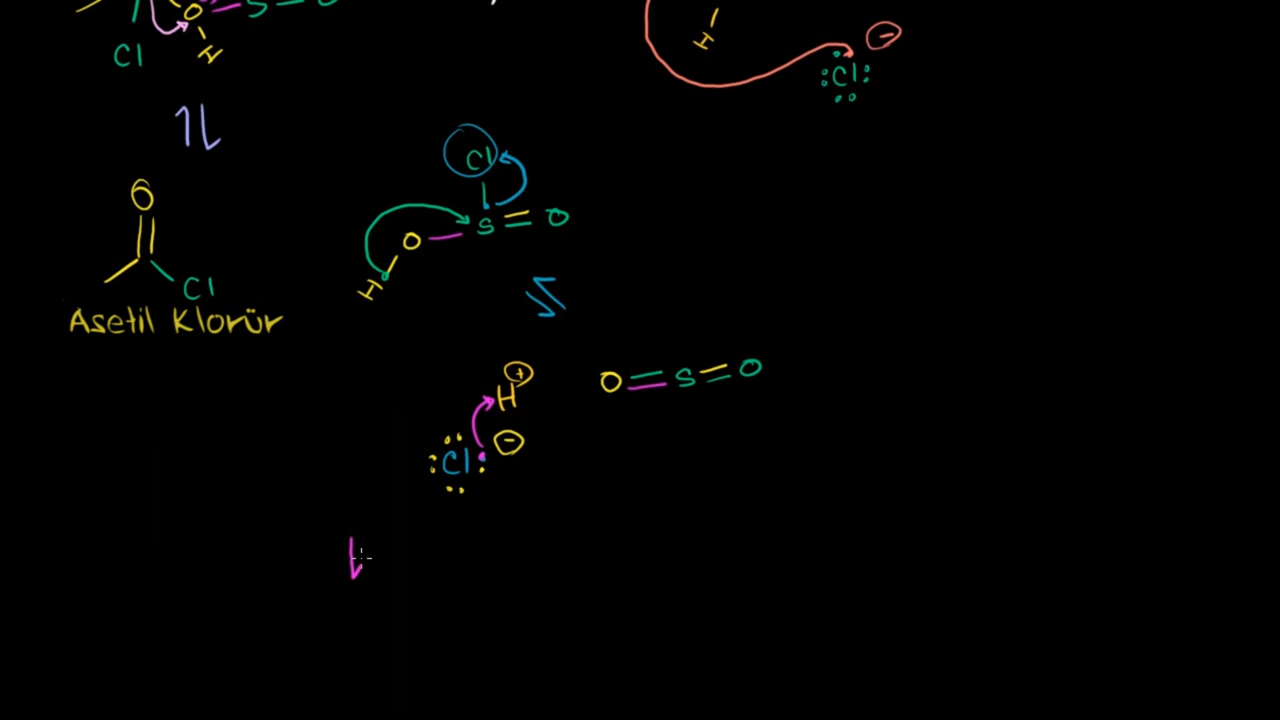 O = S = O
Cl
H
H
⊖
:Cl:
Cl
O
S = O
O
H
Cl
Asetil Klorür
⊕
H
O = S = O
⊖
:Cl: